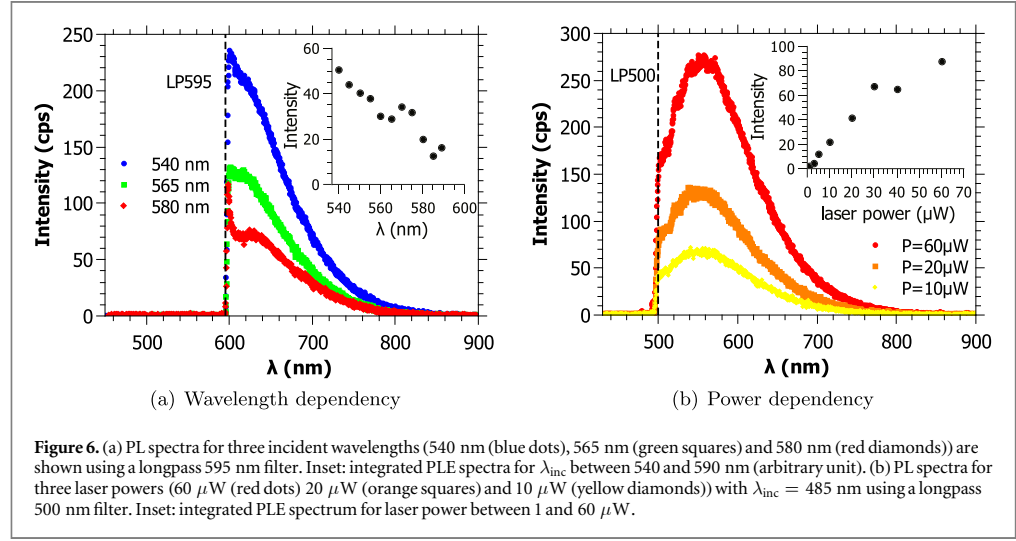 250
200
150
100
50
0
Intensity (cps)
LP595
540 nm
565 nm
580 nm
60
40
20
0
Intensity
540 560 580 600
λ (nm)
500 600 700 800 900
λ (nm)
(a) Wavelength dependency
300
250
200
150
100
50
0
Intensity (cps)
LP500
100
80
60
40
20
0
Intensity
0 10 20 30 40 50 60 70
laser power (μW)
P=60μW
P=20μW
P=10μW
500 600 700 800 900
λ (nm)
(b) Power dependency
Figure 6. (a) PL spectra for three incident wavelengths (540 nm (blue dots), 565 nm (green squares) and 580 nm (red diamonds)) are
shown using a longpass 595 nm filter. Inset: integrated PLE spectra for λinc between 540 and 590 nm (arbitrary unit). (b) PL spectra for
three laser powers (60 μW (red dots) 20 μW (orange squares) and 10 μW (yellow diamonds)) with λinc = 485 nm using a longpass
500 nm filter. Inset: integrated PLE spectrum for laser power between 1 and 60 μW.